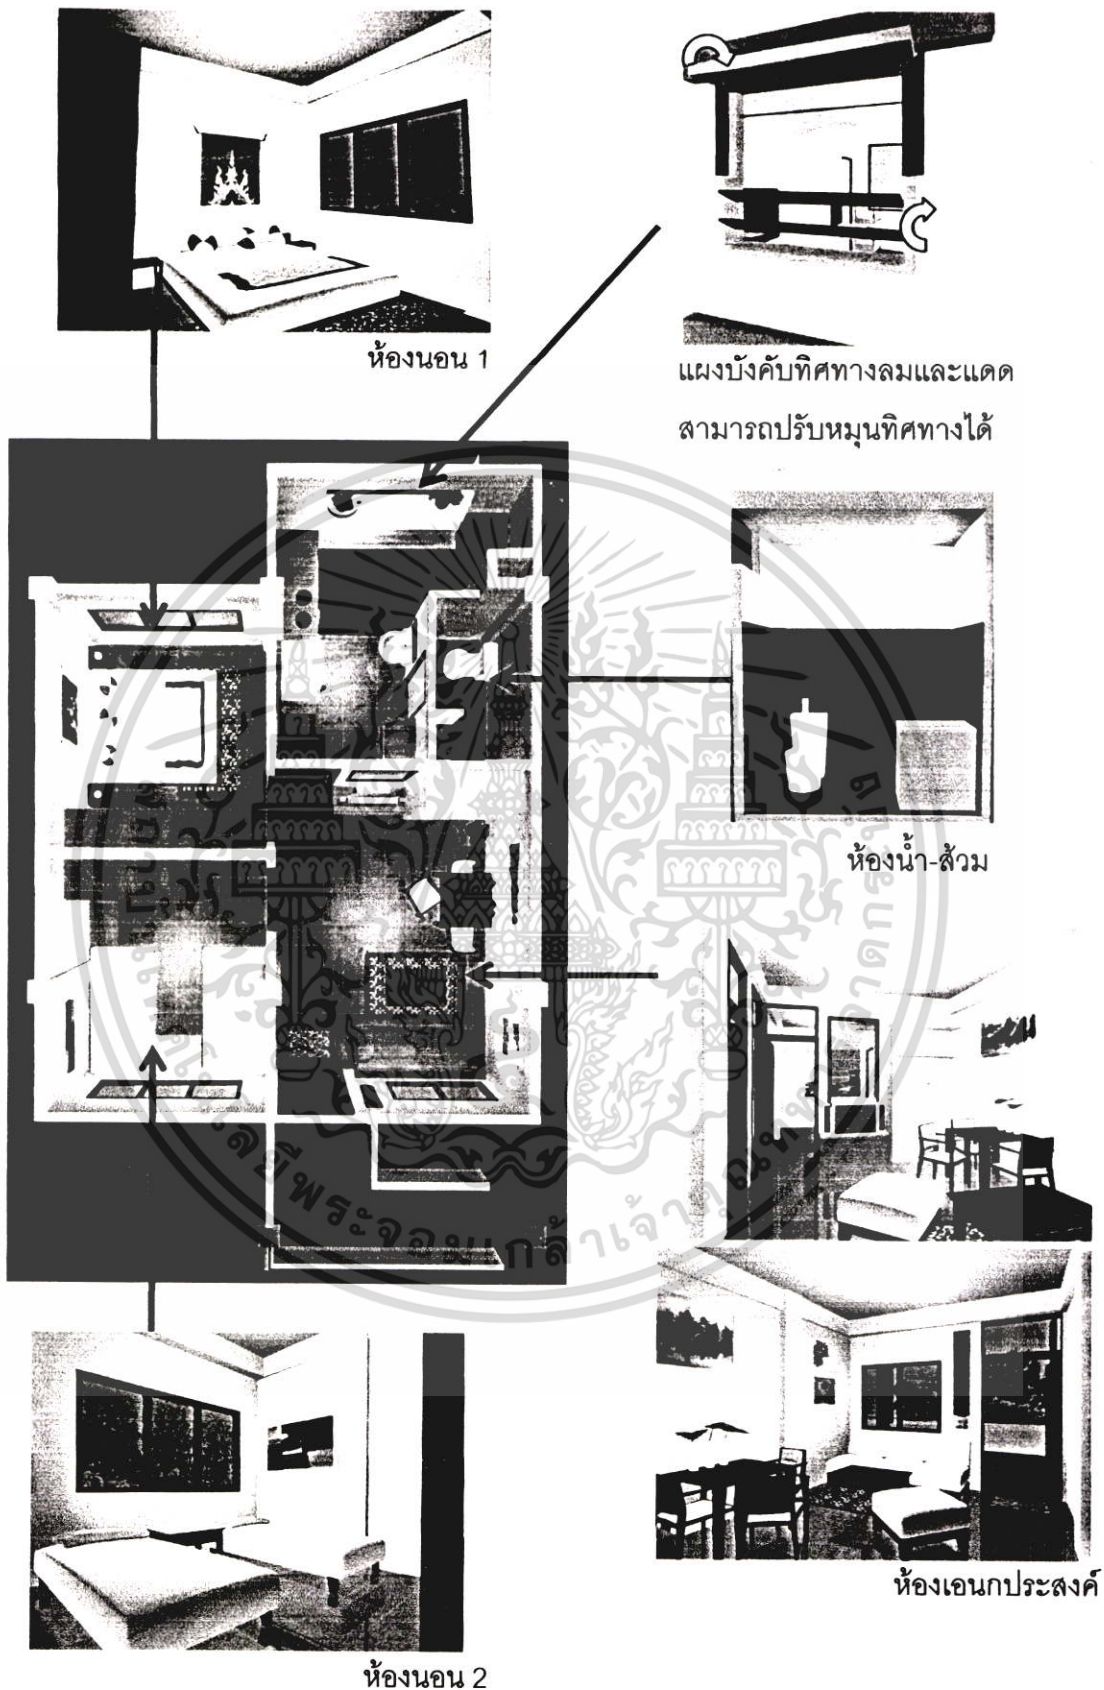 ห้องนอน 1
แผงบังคับทิศทางลมและแดด
สามารถปรับหมุนทิศทางได้
ห้องน้ำ-ส้วม
ห้องเอนกประสงค์
ห้องนอน 2